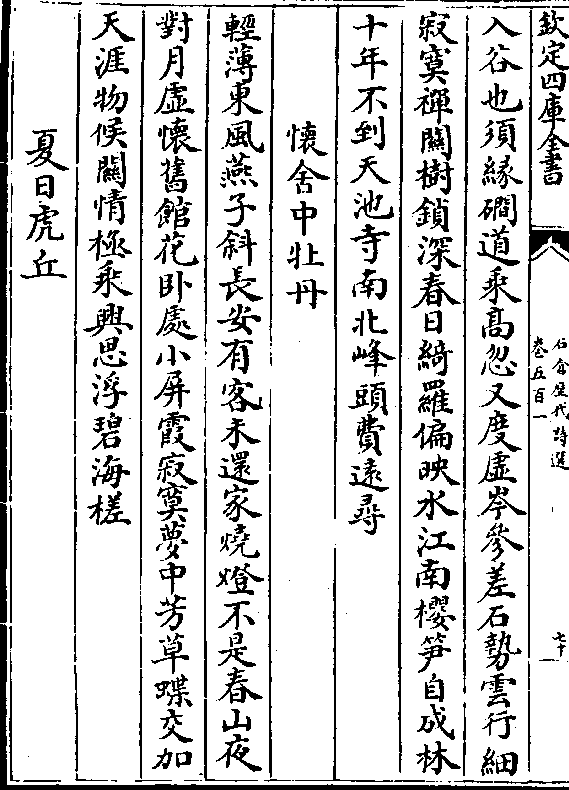 欽定四庫全書
石倉歷代詩選
卷五百一
七十一
入谷也須緣磵道乘高忽又度虛岑參差石勢雲行細
寂寞禪關樹鎖深春日綺羅偏映水江南櫻笋自成林
十年不到天池寺南北峰頭費遠尋
懷舍中牡丹
輕薄東風燕子斜長安有客未還家燒燈不是春山夜
對月虛懷舊館花卧處小屏霞寂寞夢中芳草蝶交加
天涯物候關情極乘興思浮碧海槎
夏日虎丘